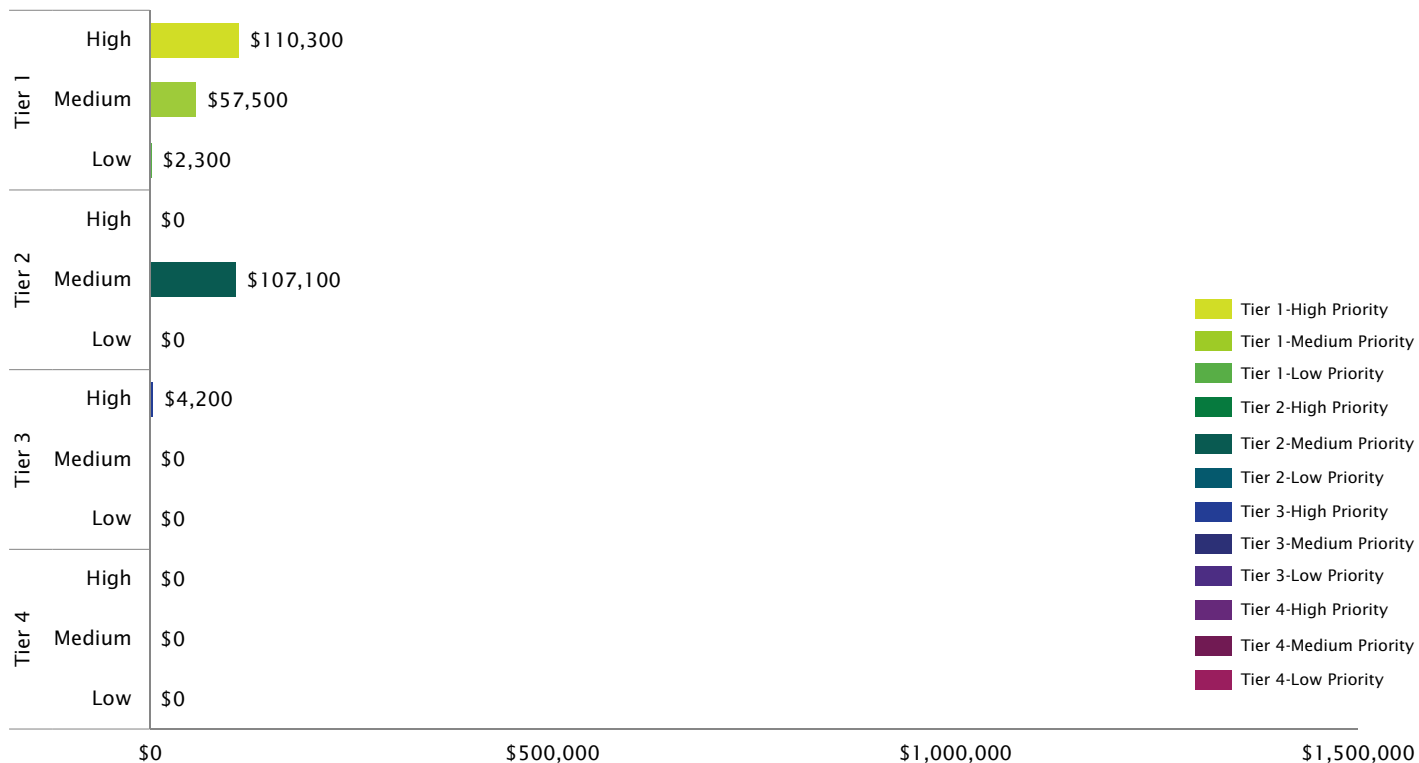 Tier 1
High $110,300
Medium $57,500
Low $2,300
Tier 2
High $0
Medium $107,100
Low $0
Tier 3
High $4,200
Medium $0
Low $0
Tier 4
High $0
Medium $0
Low $0
$0 $500,000 $1,000,000 $1,500,000
Tier 1-High Priority
Tier 1-Medium Priority
Tier 1-Low Priority
Tier 2-High Priority
Tier 2-Medium Priority
Tier 2-Low Priority
Tier 3-High Priority
Tier 3-Medium Priority
Tier 3-Low Priority
Tier 4-High Priority
Tier 4-Medium Priority
Tier 4-Low Priority